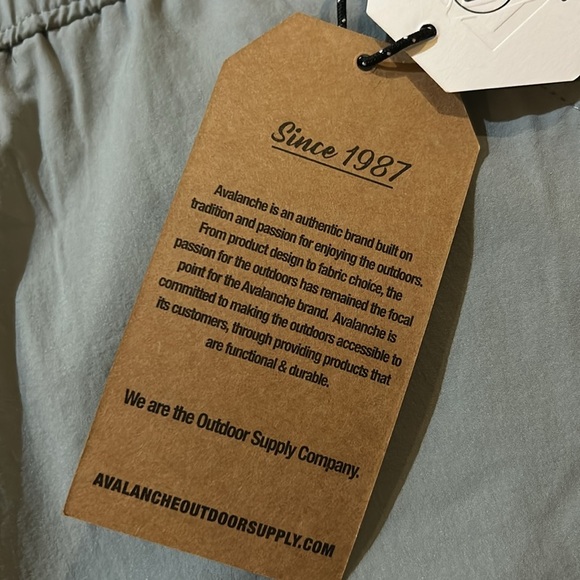 Since 1987
Avalanche is an authentic brand built on
tradition and passion for enjoying the outdoors.
From product design to fabric choice, the
passion for the outdoors has remained the focal
point for the Avalanche brand. Avalanche is
committed to making the outdoors accessible to
its customers, through providing products that
are functional & durable.
We are the Outdoor Supply Company.
AVALANCHEOUTDOORSUPPLY.COM